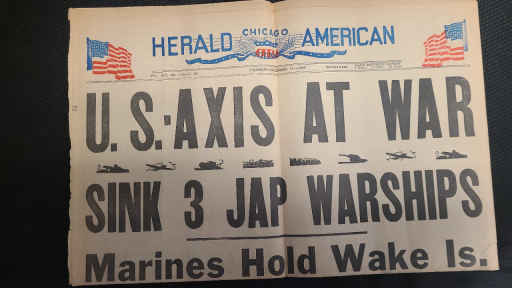 HERALD CHICAGO AMERICAN
U. S.-AXIS AT WAR
SINK 3 JAP WARSHIPS
Marines Hold Wake Is.